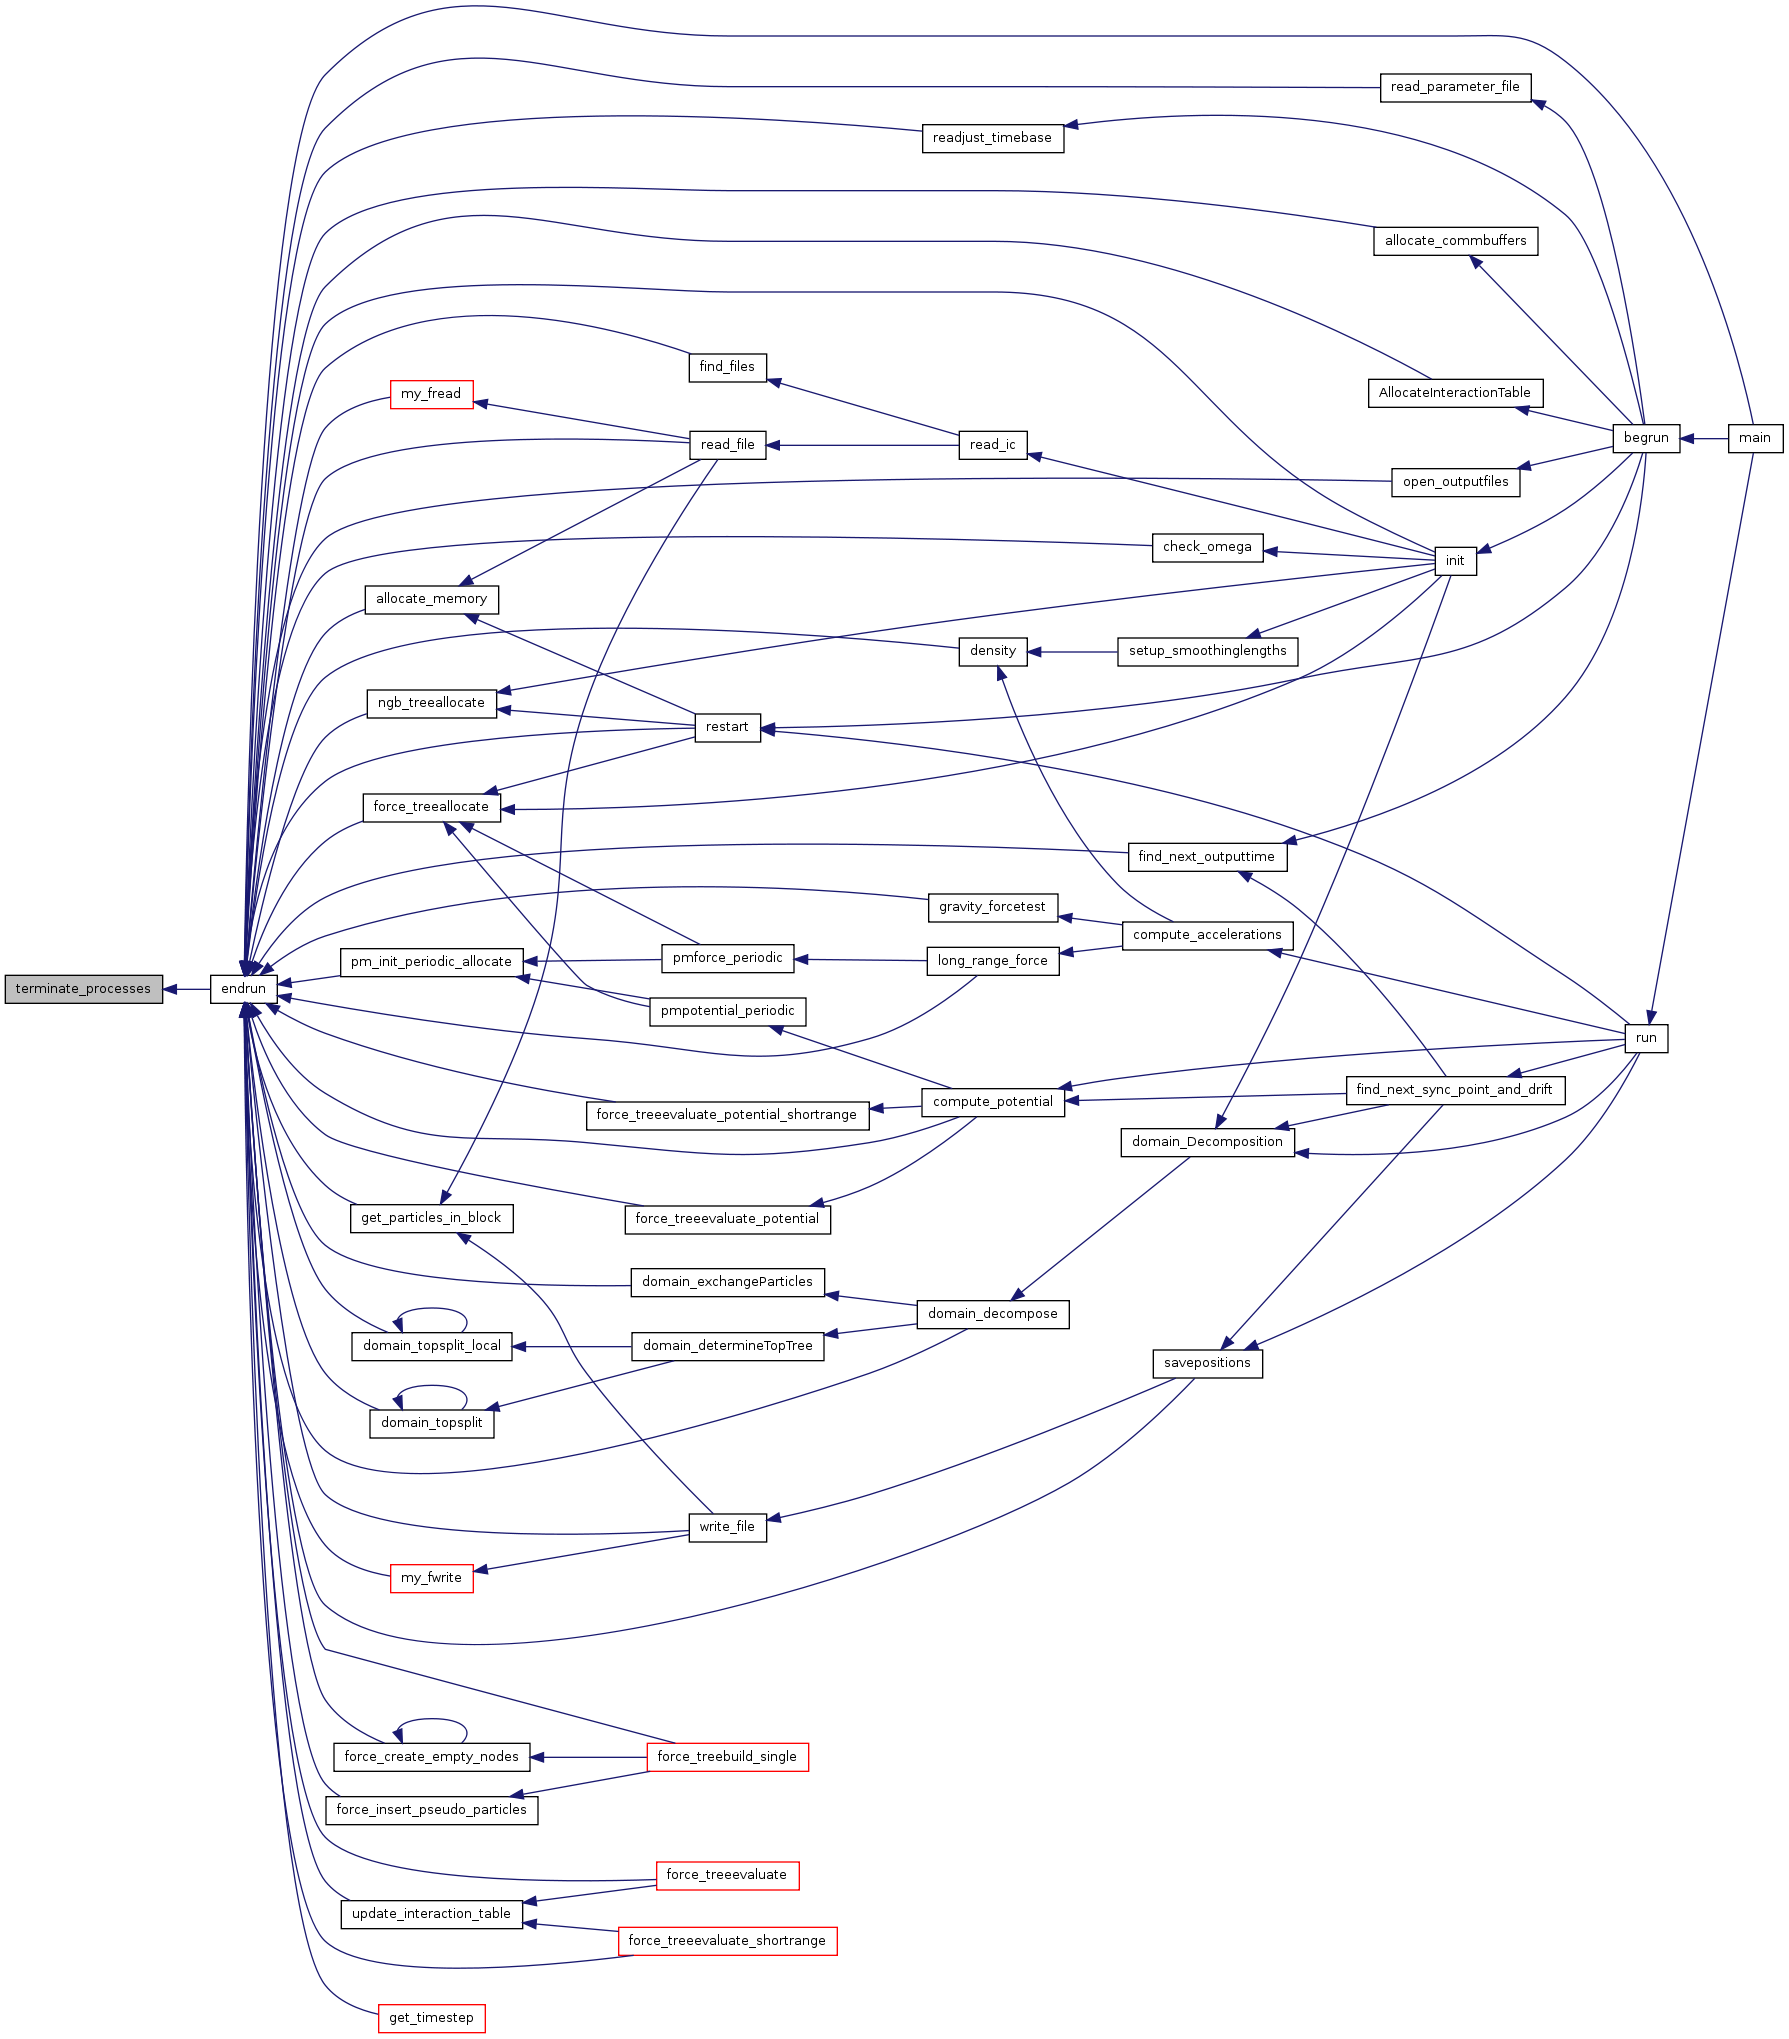 read_parameter_file
readjust_timebase
allocate_commbuffers
find_files
my_fread
AllocateInteractionTable
read_file
read_ic
begrun
main
open_outputfiles
check_omega
init
allocate_memory
density
setup_smoothinglengths
ngb_treeallocate
restart
force_treeallocate
find_next_outputtime
gravity_forcetest
compute_accelerations
pm_init_periodic_allocate
pmforce_periodic
long_range_force
terminate_processes
endrun
pmpotential_periodic
run
force_treeevaluate_potential_shortrange
compute_potential
find_next_sync_point_and_drift
domain_Decomposition
get_particles_in_block
force_treeevaluate_potential
domain_exchangeParticles
domain_decompose
domain_topsplit_local
domain_determineTopTree
savepositions
domain_topsplit
write_file
my_fwrite
force_create_empty_nodes
force_treebuild_single
force_insert_pseudo_particles
force_treeevaluate
update_interaction_table
force_treeevaluate_shortrange
get_timestep